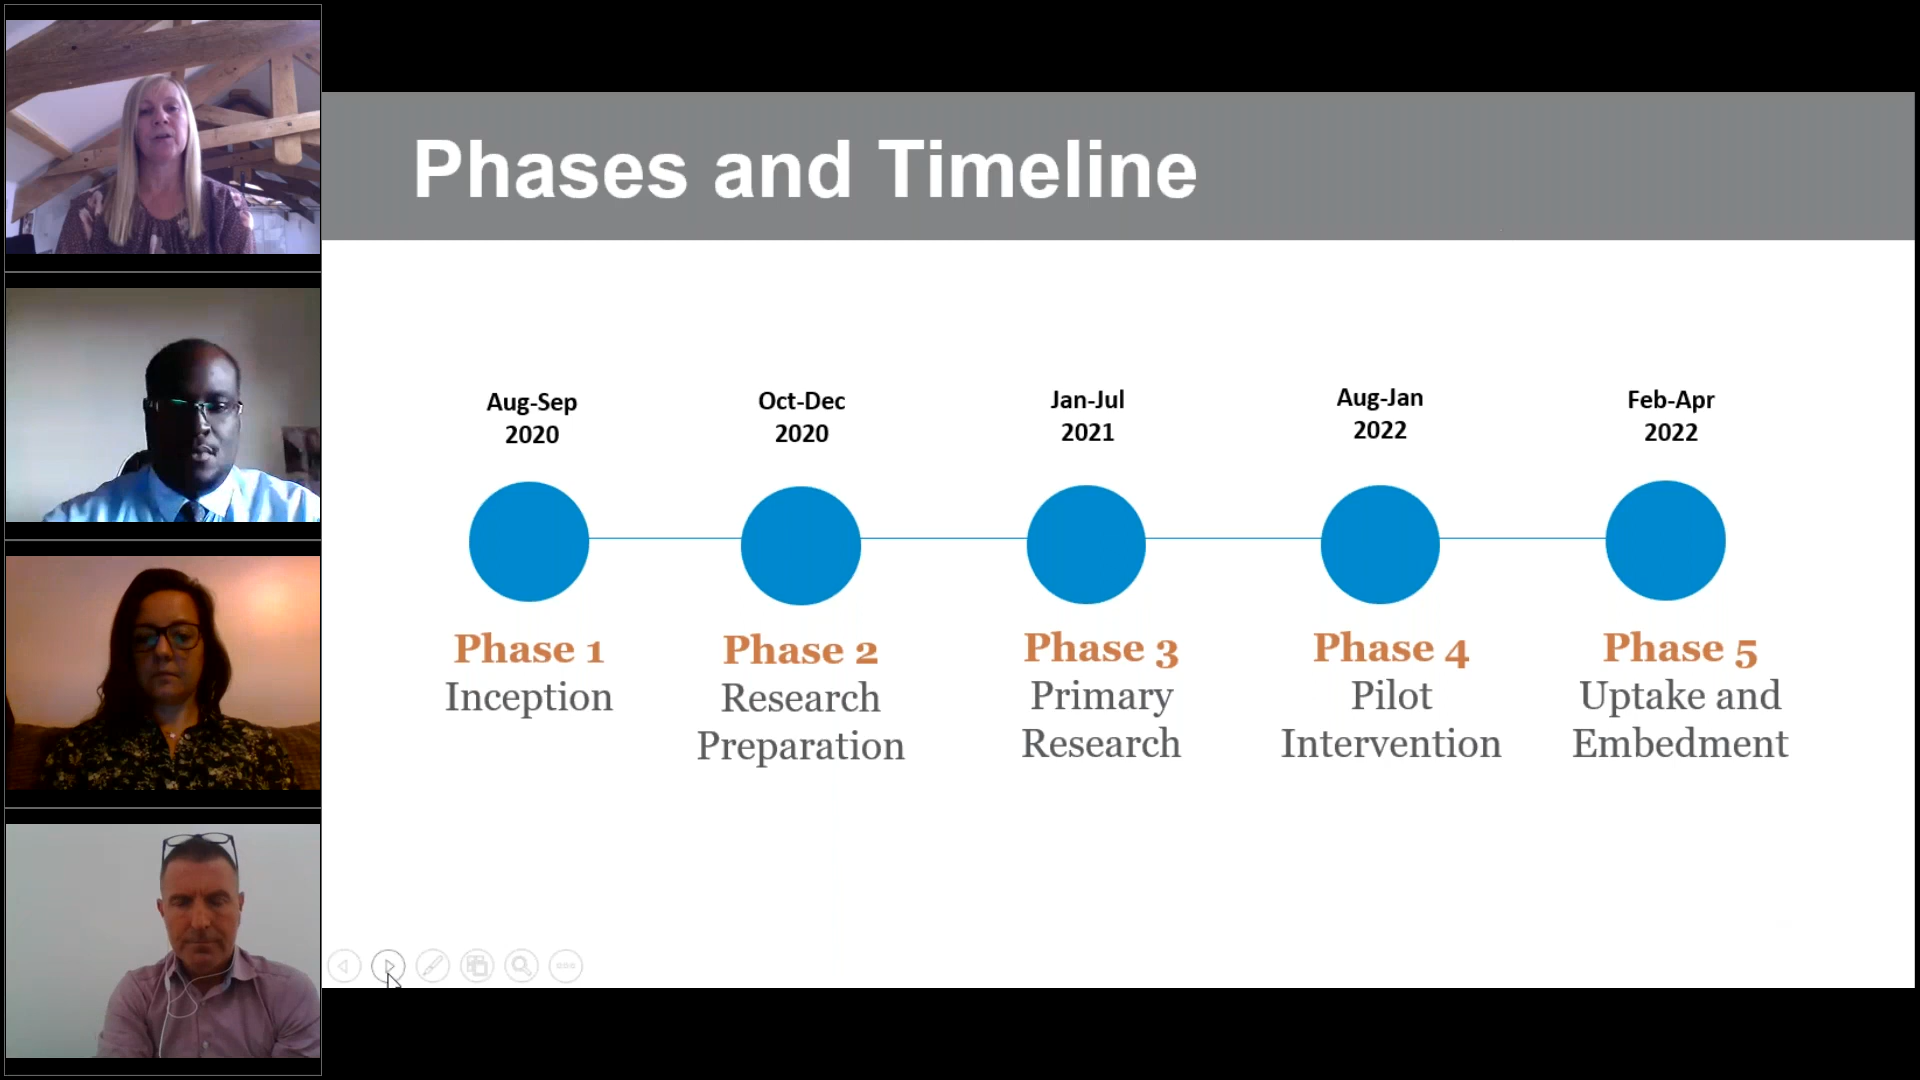 Phases and Timeline
Aug-Sep
2020
Oct-Dec
2020
Jan-Jul
2021
Aug-Jan
2022
Feb-Apr
2022
Phase 1
Inception
Phase 2
Research
Preparation
Phase 3
Primary
Research
Phase 4
Pilot
Intervention
Phase 5
Uptake and
Embedment